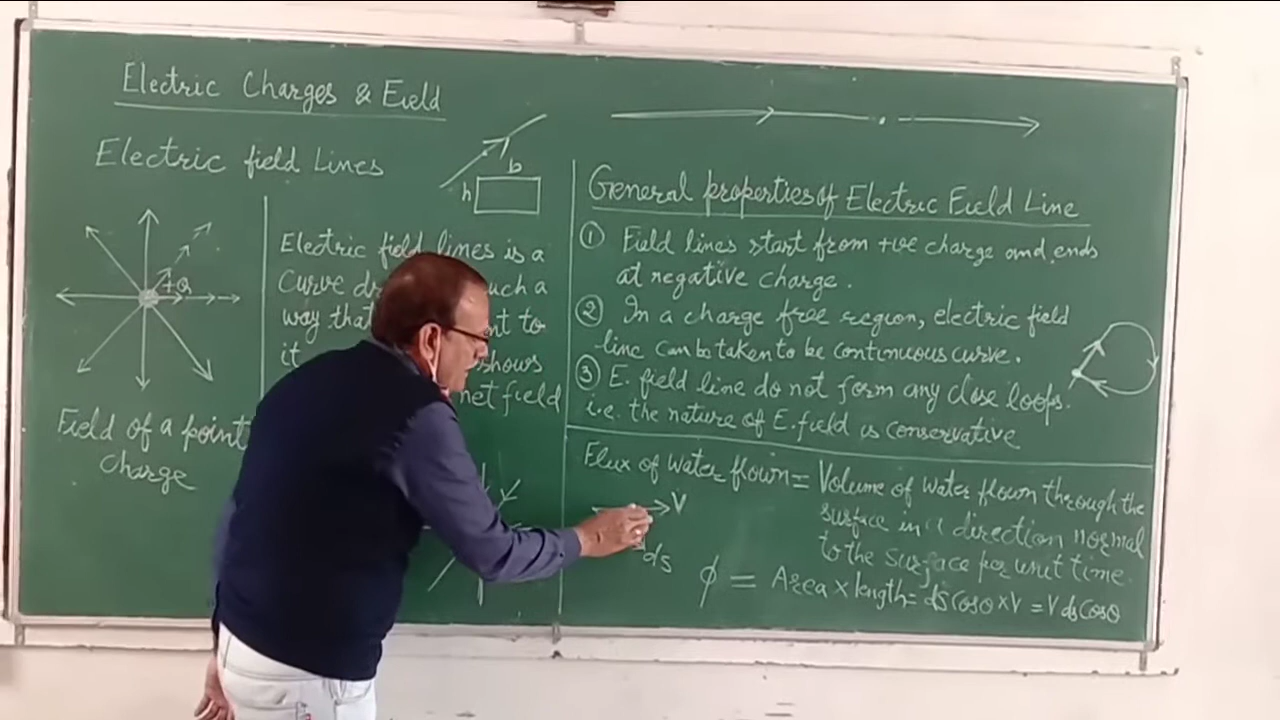 Electric Charges & Field
Electric field Lines
b
h
+Q
Field of a point
charge
Electric field lines is a
Curve such a
way that to
it shows
net field
General properties of Electric Field Line
① Field lines start from +ve charge and ends
at negative charge.
② In a charge free region, electric field
line can be taken to be continuous curve.
③ E. field line do not form any close loops.
i.e. the nature of E. field is conservative
Flux of water flown = Volume of water flown through the
surface in a direction normal
to the surface per unit time.
V
ds
ϕ = Area × length = ds Cosθ × V = V ds Cosθ